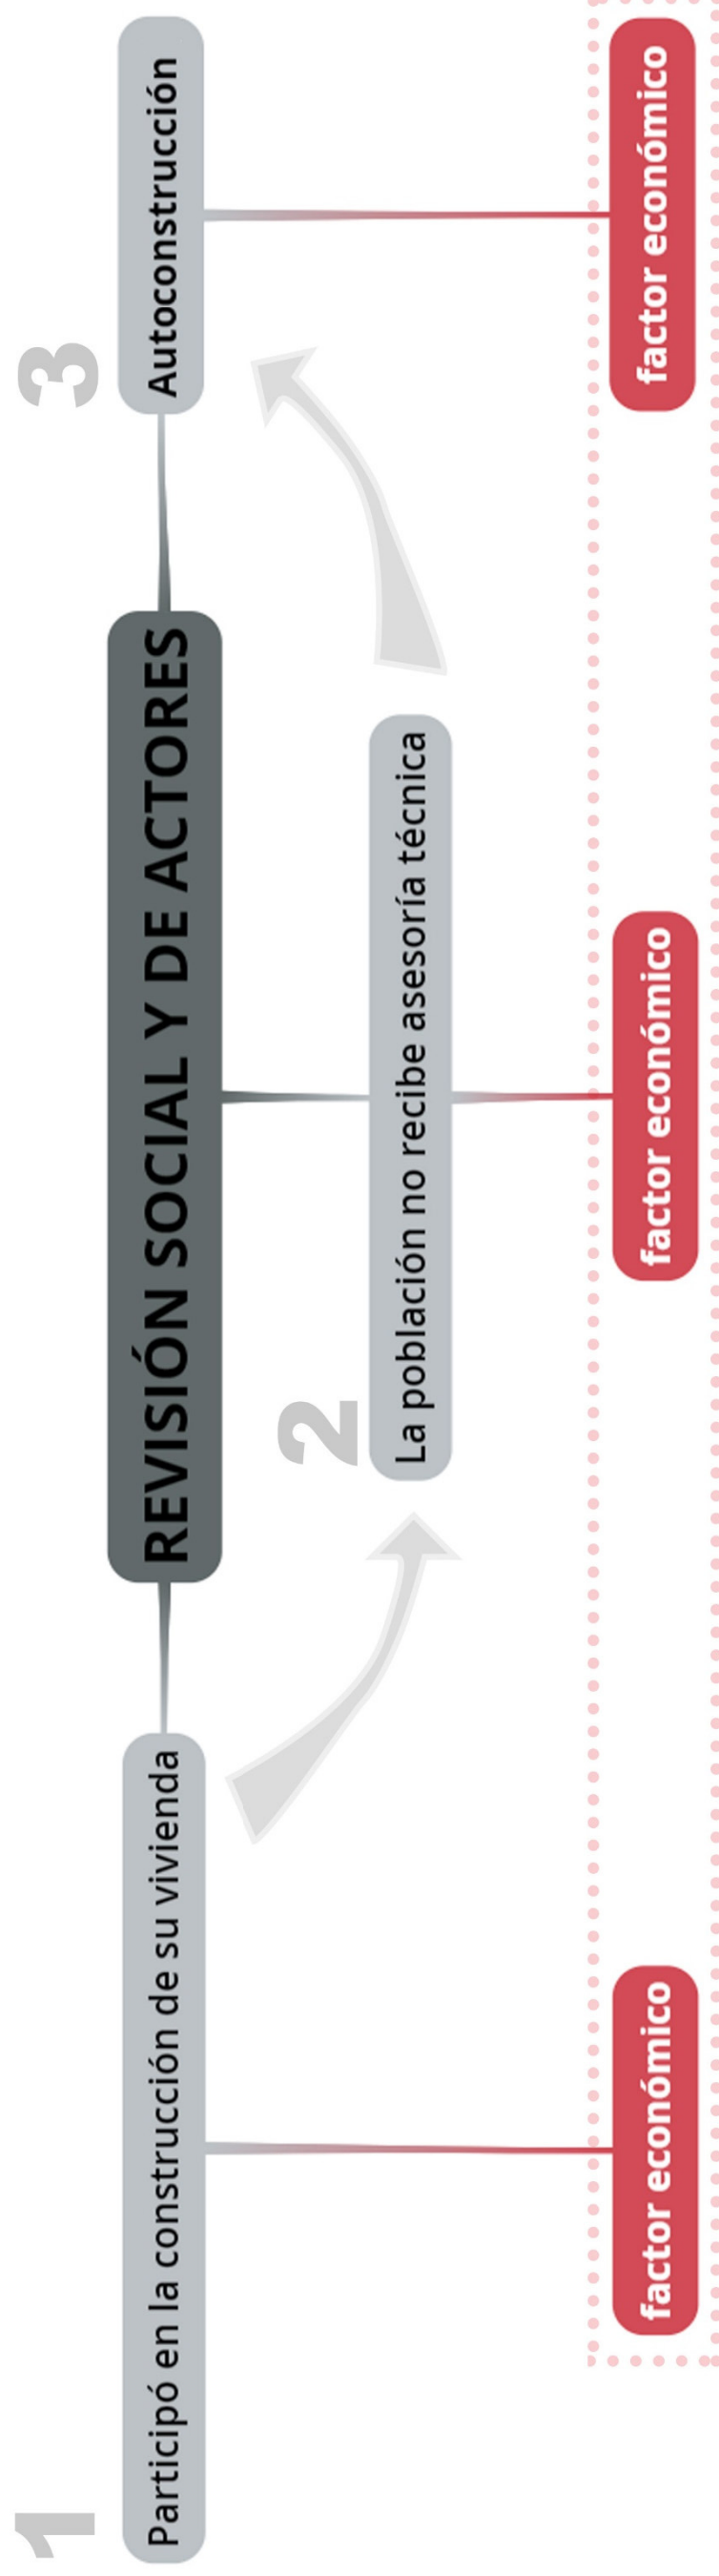 1
Participó en la construcción de su vivienda
REVISIÓN SOCIAL Y DE ACTORES
3
Autoconstrucción
2
La población no recibe asesoría técnica
factor económico
factor económico
factor económico